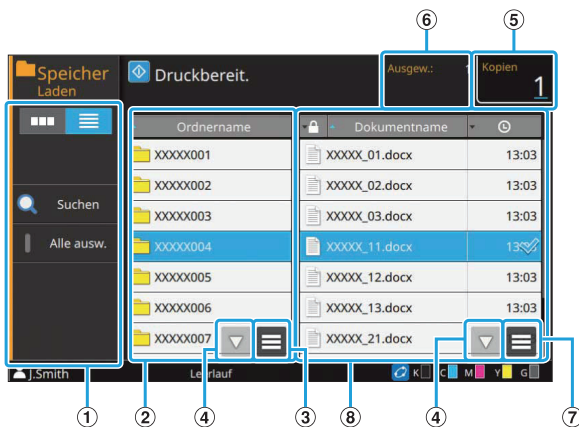 ⑥ ⑤
Speicher
Laden
Druckbereit.
Ausgew.: 1
Kopien
1
Ordnername
Dokumentname
XXXXX001
XXXXX_01.docx 13:03
XXXXX002
XXXXX_02.docx 13:03
Suchen
XXXXX003
XXXXX_03.docx 13:03
Alle ausw.
XXXXX004
XXXXX_11.docx 13:03
XXXXX005
XXXXX_12.docx 13:03
XXXXX006
XXXXX_13.docx 13:03
XXXXX007
XXXXX_21.docx
J.Smith
Leerlauf
K C M Y G
① ② ④ ③ ⑧ ④ ⑦